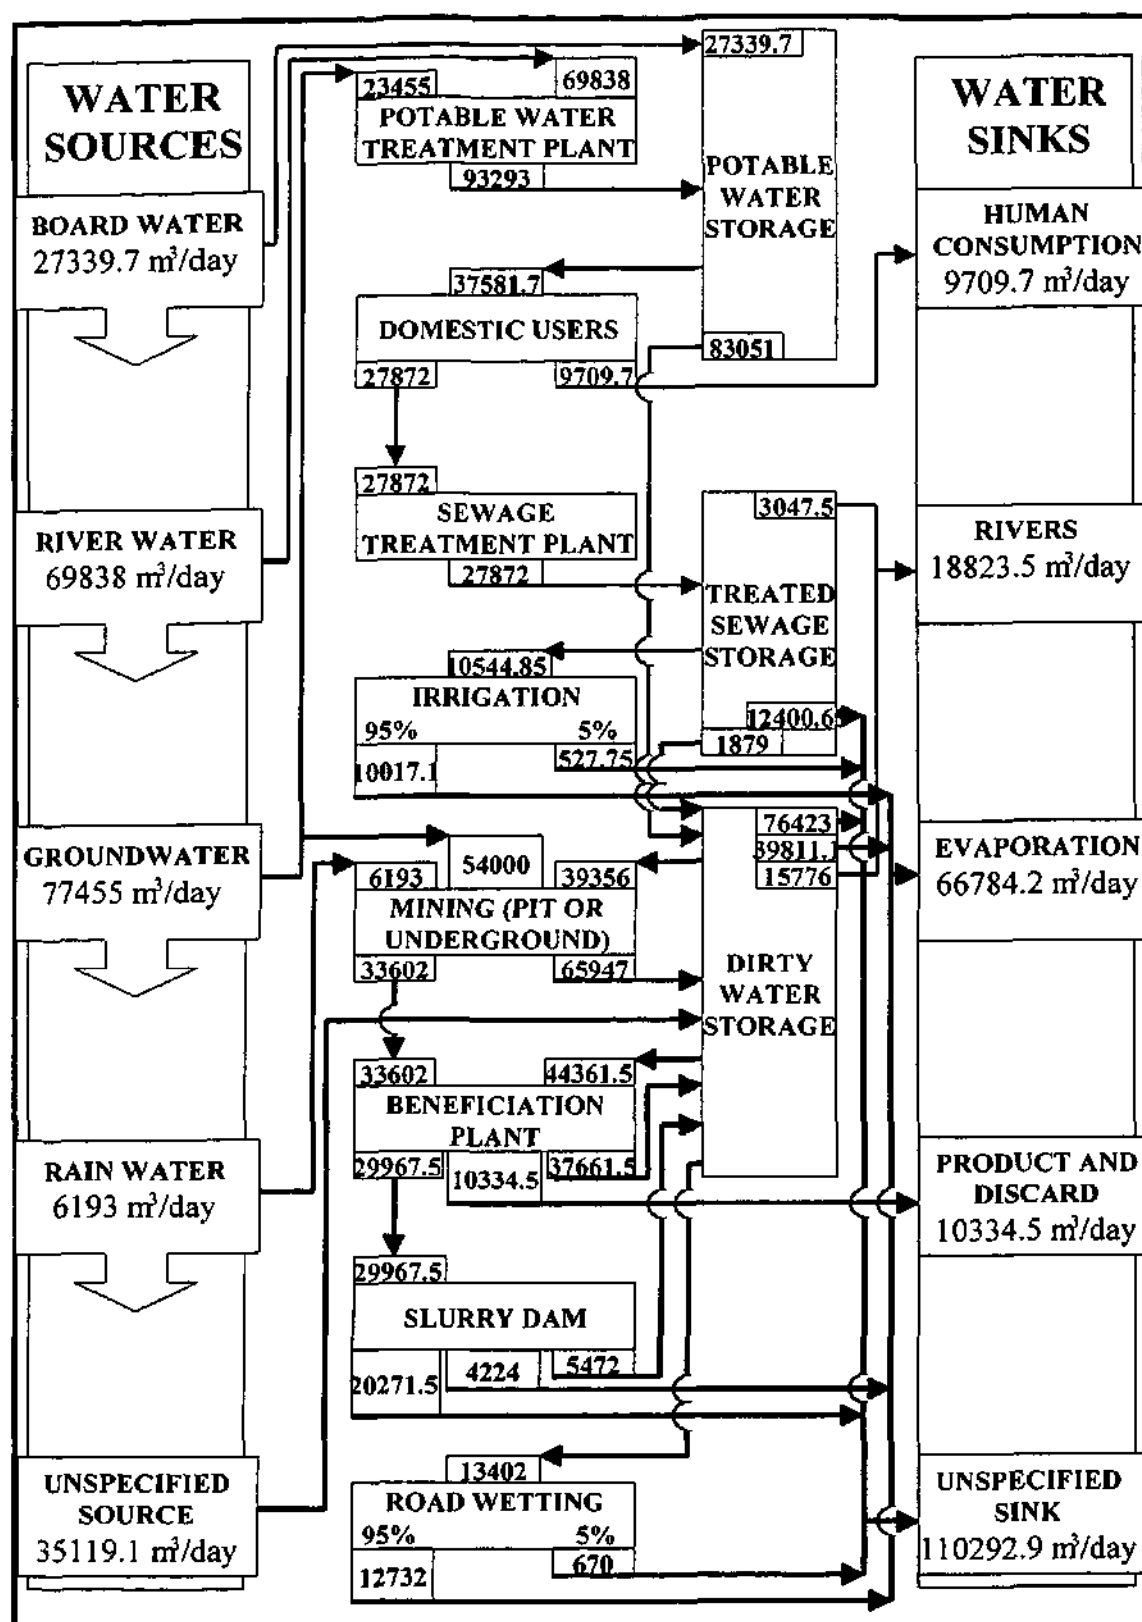 WATER
SOURCES
BOARD WATER
27339.7 m³/day
RIVER WATER
69838 m³/day
GROUNDWATER
77455 m³/day
RAIN WATER
6193 m³/day
UNSPECIFIED
SOURCE
35119.1 m³/day
23455
69838
POTABLE WATER
TREATMENT PLANT
93293
37581.7
DOMESTIC USERS
27872
9709.7
27872
SEWAGE
TREATMENT PLANT
27872
10544.85
IRRIGATION
95%
5%
10017.1
527.75
6193
54000
39356
MINING (PIT OR
UNDERGROUND)
33602
65947
33602
44361.5
BENEFICIATION
PLANT
29967.5
10334.5
37661.5
29967.5
SLURRY DAM
20271.5
4224
5472
13402
ROAD WETTING
95%
5%
12732
670
27339.7
POTABLE
WATER
STORAGE
83051
3047.5
TREATED
SEWAGE
STORAGE
12400.6
1879
76423
39811.1
15776
DIRTY
WATER
STORAGE
WATER
SINKS
HUMAN
CONSUMPTION
9709.7 m³/day
RIVERS
18823.5 m³/day
EVAPORATION
66784.2 m³/day
PRODUCT AND
DISCARD
10334.5 m³/day
UNSPECIFIED
SINK
110292.9 m³/day